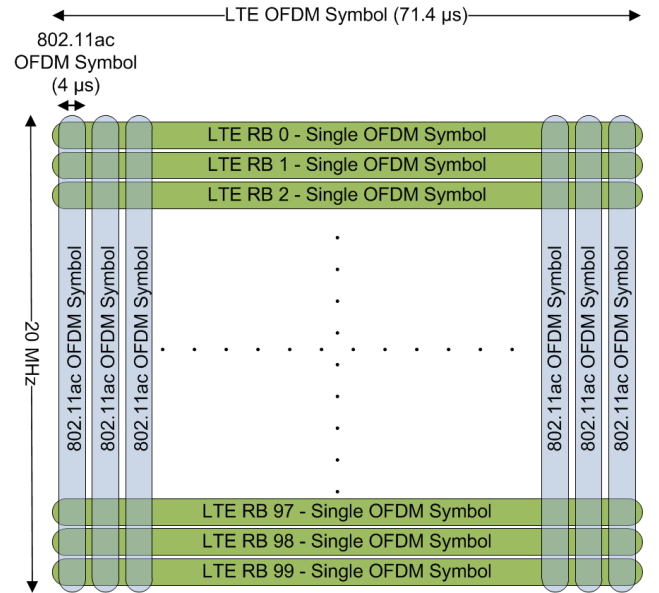 LTE OFDM Symbol (71.4 µs)
802.11ac
OFDM Symbol
(4 µs)
LTE RB 0 - Single OFDM Symbol
LTE RB 1 - Single OFDM Symbol
LTE RB 2 - Single OFDM Symbol
20 MHz
802.11ac OFDM Symbol
802.11ac OFDM Symbol
802.11ac OFDM Symbol
802.11ac OFDM Symbol
802.11ac OFDM Symbol
802.11ac OFDM Symbol
LTE RB 97 - Single OFDM Symbol
LTE RB 98 - Single OFDM Symbol
LTE RB 99 - Single OFDM Symbol